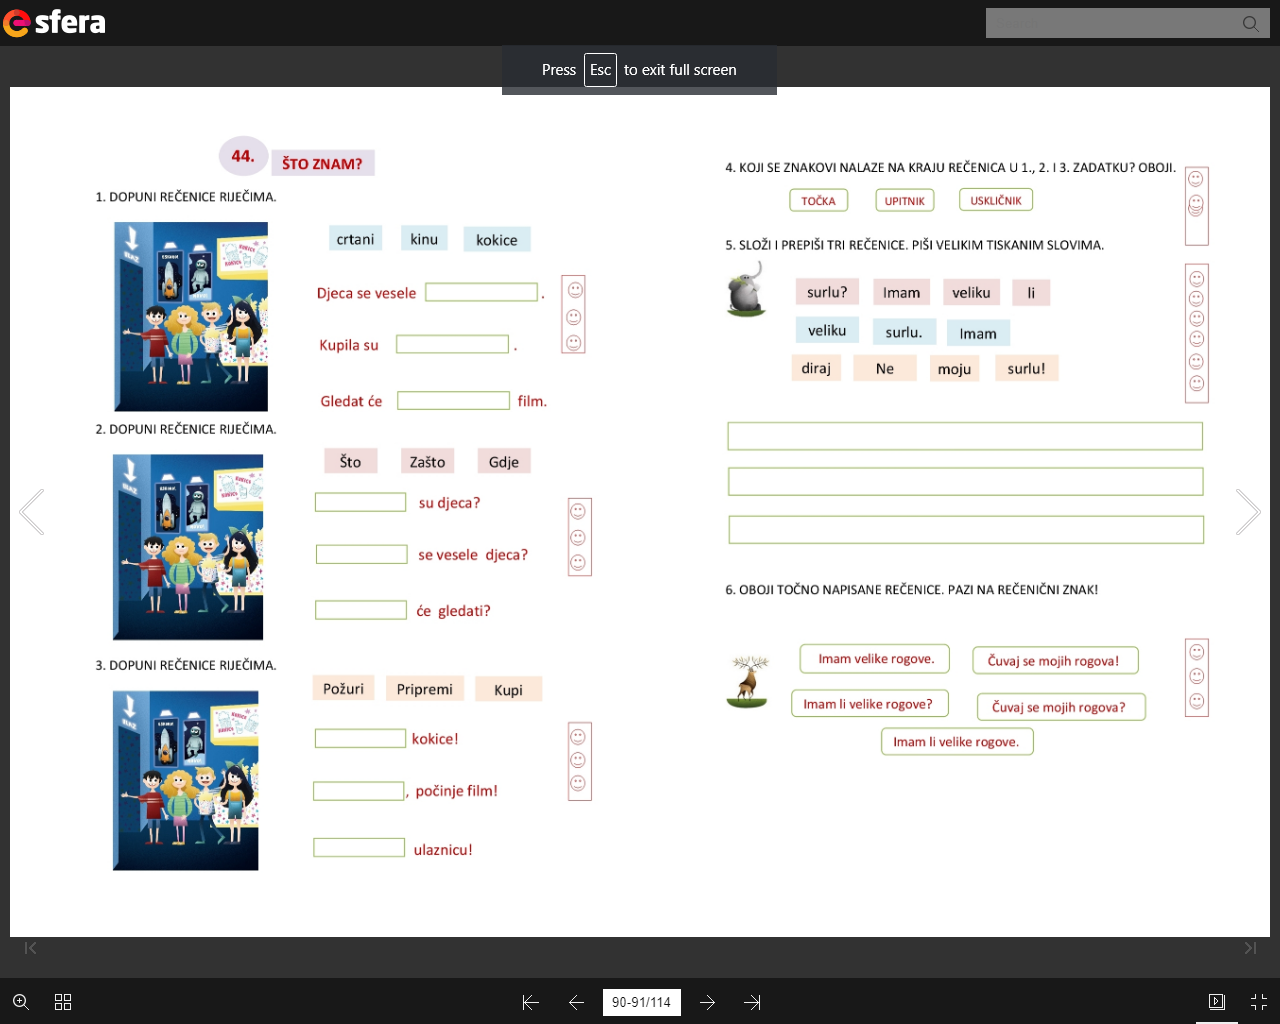 sfera
Press Esc to exit full screen
44. ŠTO ZNAM?
1. DOPUNI REČENICE RIJEČIMA.
crtani kinu kokice
Djeca se vesele .
Kupila su .
Gledat će film.
2. DOPUNI REČENICE RIJEČIMA.
Što Zašto Gdje
su djeca?
se vesele djeca?
će gledati?
3. DOPUNI REČENICE RIJEČIMA.
Požuri Pripremi Kupi
kokice!
, počinje film!
ulaznicu!
4. KOJI SE ZNAKOVI NALAZE NA KRAJU REČENICA U 1., 2. I 3. ZADATKU? OBOJI.
TOČKA UPITNIK USKLIČNIK
5. SLOŽI I PREPIŠI TRI REČENICE. PIŠI VELIKIM TISKANIM SLOVIMA.
surlu? Imam veliku li
veliku surlu. Imam
diraj Ne moju surlu!
6. OBOJI TOČNO NAPISANE REČENICE. PAZI NA REČENIČNI ZNAK!
Imam velike rogove. Čuvaj se mojih rogova!
Imam li velike rogove? Čuvaj se mojih rogova?
Imam li velike rogove.
90-91/114